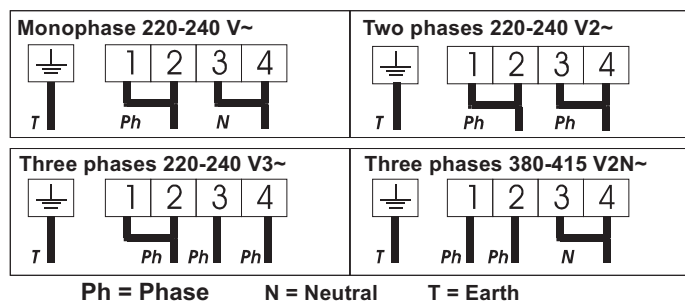 Monophase 220-240 V~
1 2 3 4
T Ph N
Two phases 220-240 V2~
1 2 3 4
T Ph Ph
Three phases 220-240 V3~
1 2 3 4
T Ph Ph Ph
Three phases 380-415 V2N~
1 2 3 4
T Ph Ph N
Ph = Phase N = Neutral T = Earth